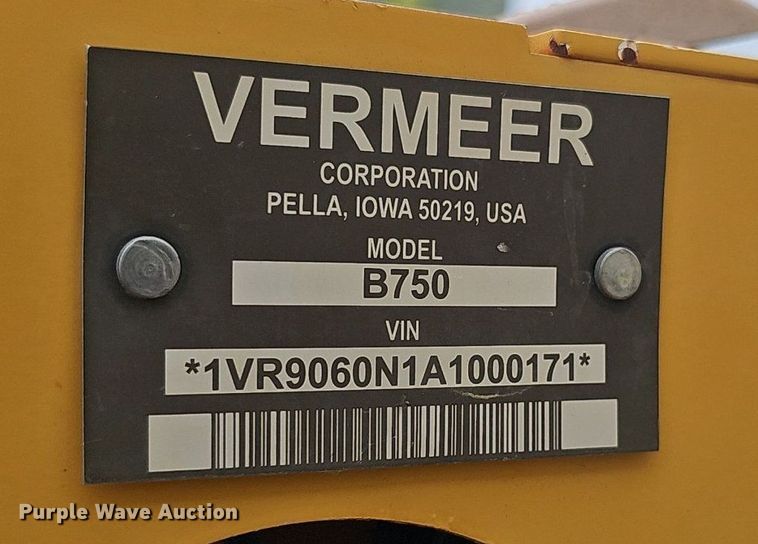 VERMEER
CORPORATION
PELLA, IOWA 50219, USA
MODEL
B750
VIN
*1VR9060N1A1000171*
Purple Wave Auction